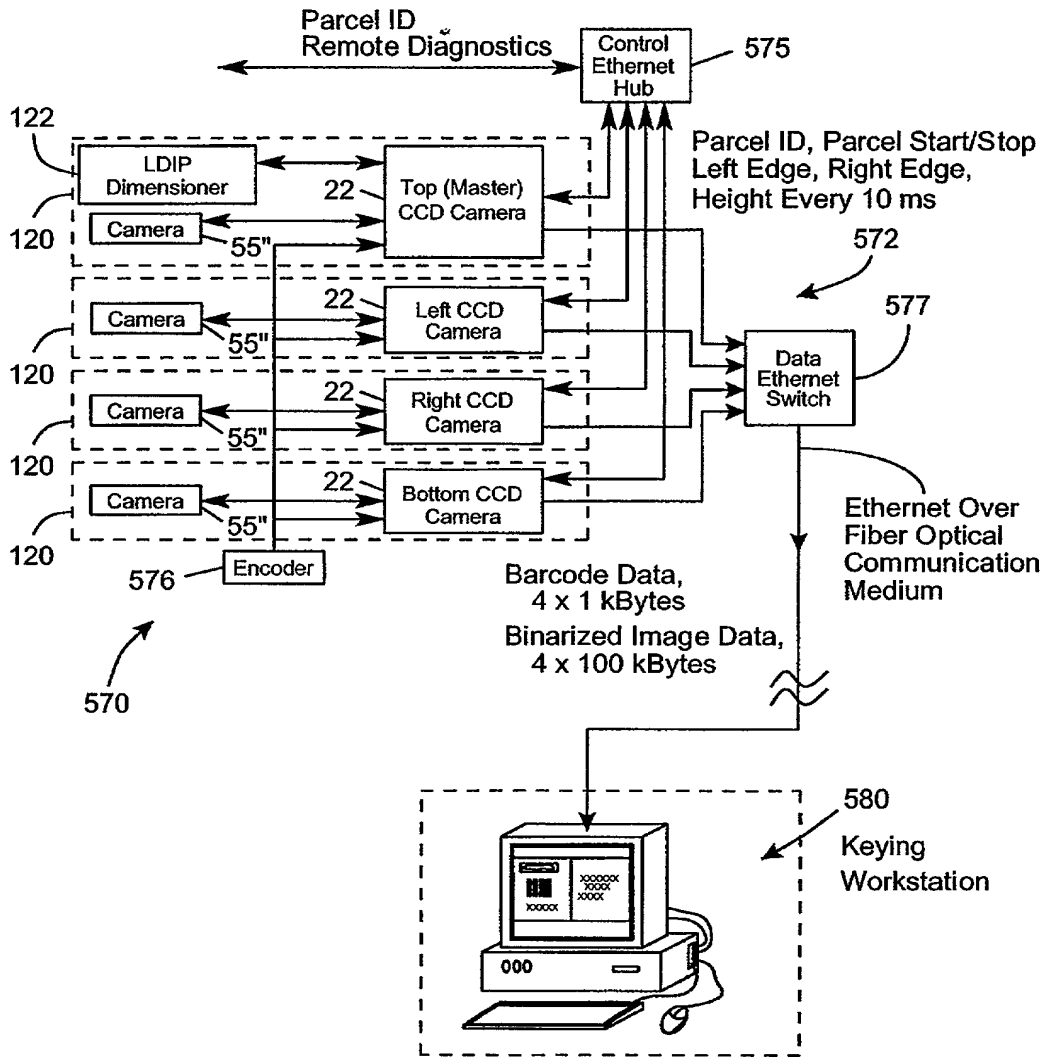 Parcel ID
Remote Diagnostics
Control
Ethernet
Hub
575
122
LDIP
Dimensioner
22
Top (Master)
CCD Camera
Parcel ID, Parcel Start/Stop
Left Edge, Right Edge,
Height Every 10 ms
120
Camera
55"
572
22
Left CCD
Camera
Camera
55"
120
577
Data
Ethernet
Switch
22
Right CCD
Camera
Camera
55"
120
22
Bottom CCD
Camera
Camera
55"
120
Ethernet Over
Fiber Optical
Communication
Medium
576
Encoder
Barcode Data,
4 x 1 kBytes
Binarized Image Data,
4 x 100 kBytes
570
580
Keying
Workstation
xxxxx
xxxxxxx
xxxx
xxxx
000